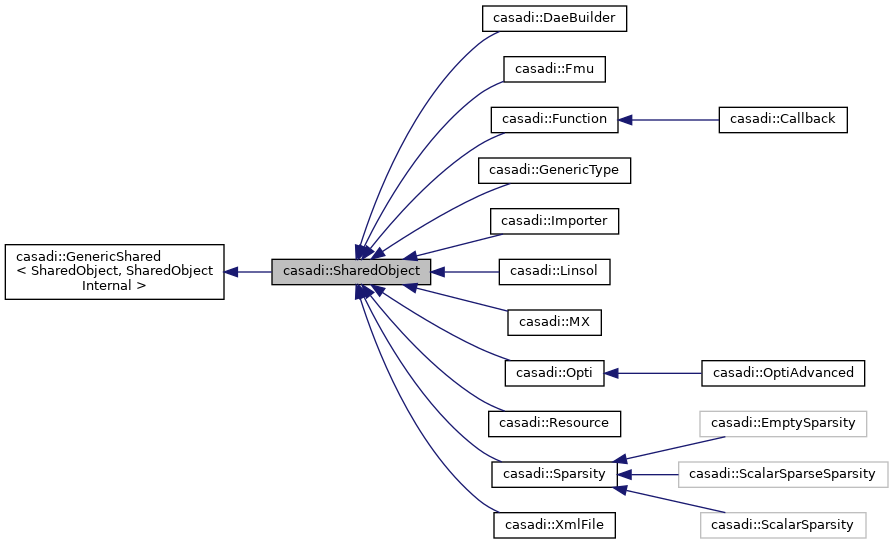 casadi::DaeBuilder
casadi::Fmu
casadi::Function
casadi::Callback
casadi::GenericType
casadi::Importer
casadi::GenericShared
< SharedObject, SharedObject
Internal >
casadi::SharedObject
casadi::Linsol
casadi::MX
casadi::Opti
casadi::OptiAdvanced
casadi::Resource
casadi::EmptySparsity
casadi::Sparsity
casadi::ScalarSparseSparsity
casadi::XmlFile
casadi::ScalarSparsity